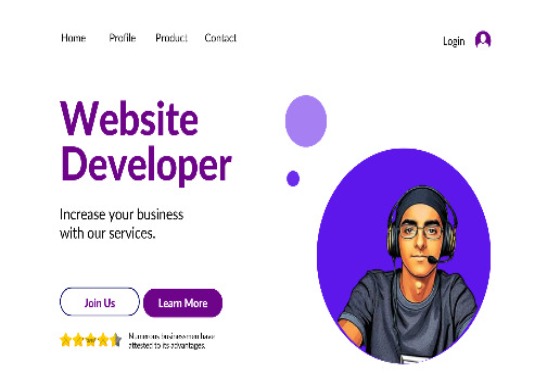 Home Profile Product Contact
Login
Website
Developer
Increase your business
with our services.
Join Us Learn More
Numerous businessmen have
attested to its advantages.